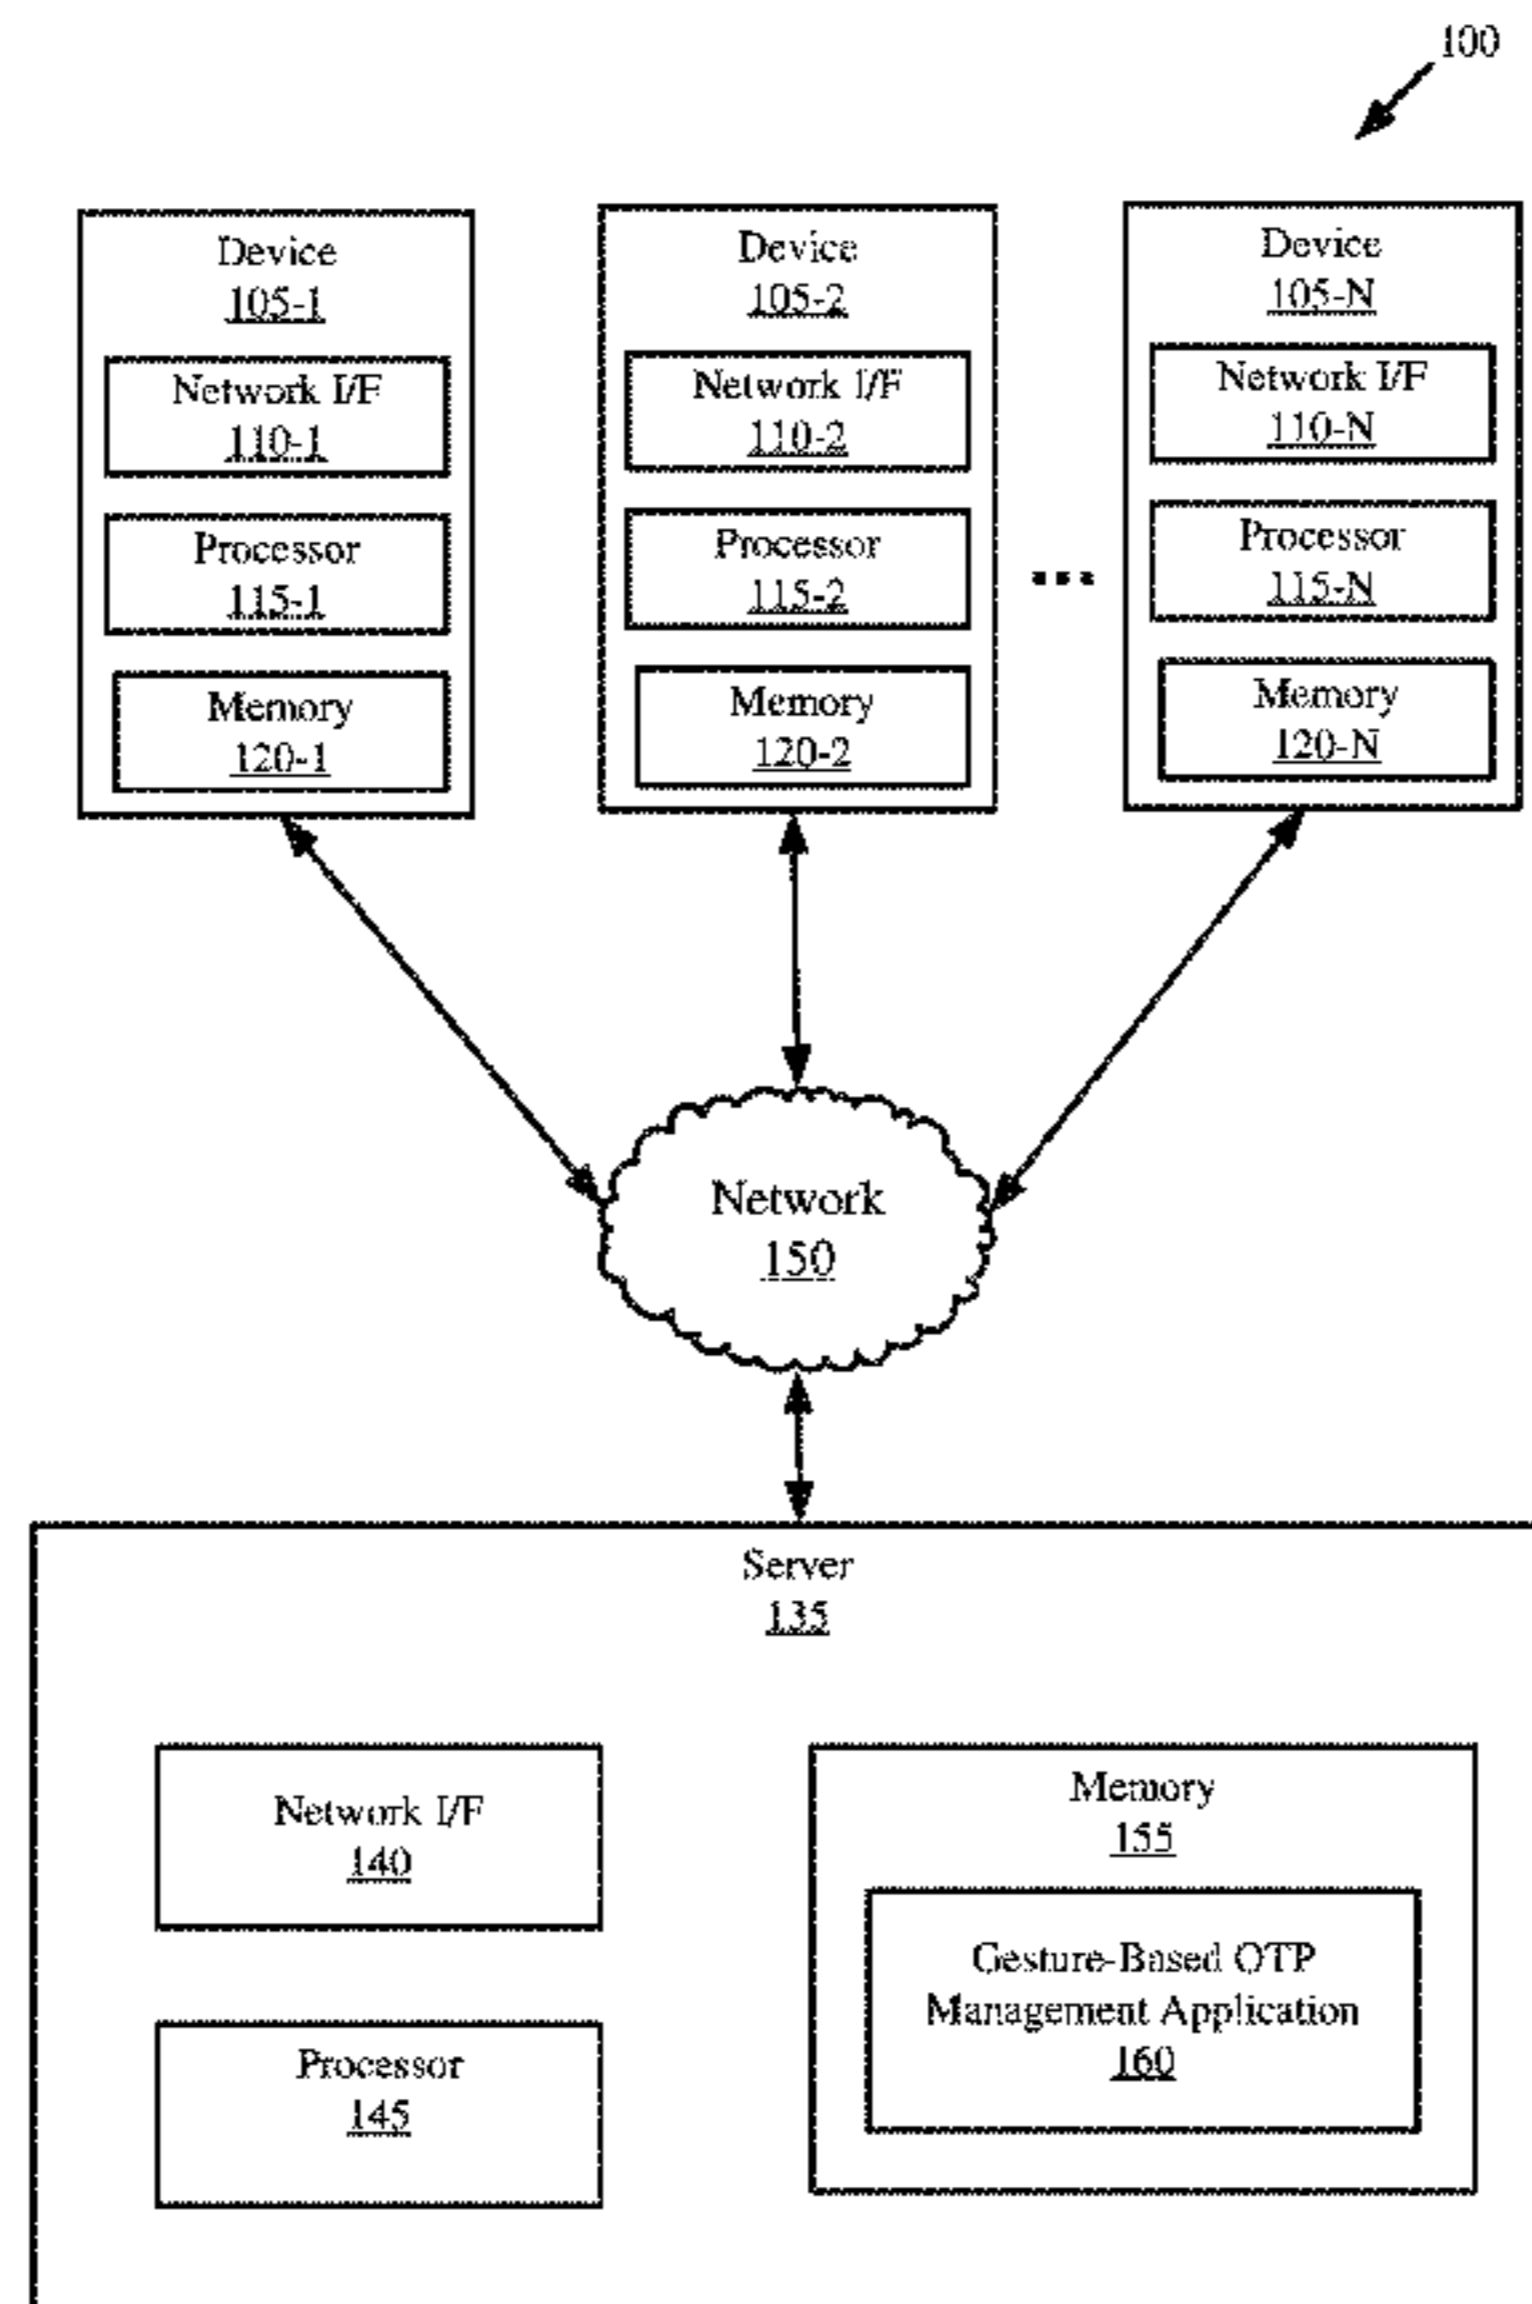 100
Device
105-1
Network I/F
110-1
Processor
115-1
Memory
120-1
Device
105-2
Network I/F
110-2
Processor
115-2
Memory
120-2
...
Device
105-N
Network I/F
110-N
Processor
115-N
Memory
120-N
Network
150
Server
135
Network I/F
140
Processor
145
Memory
155
Gesture-Based OTP
Management Application
160